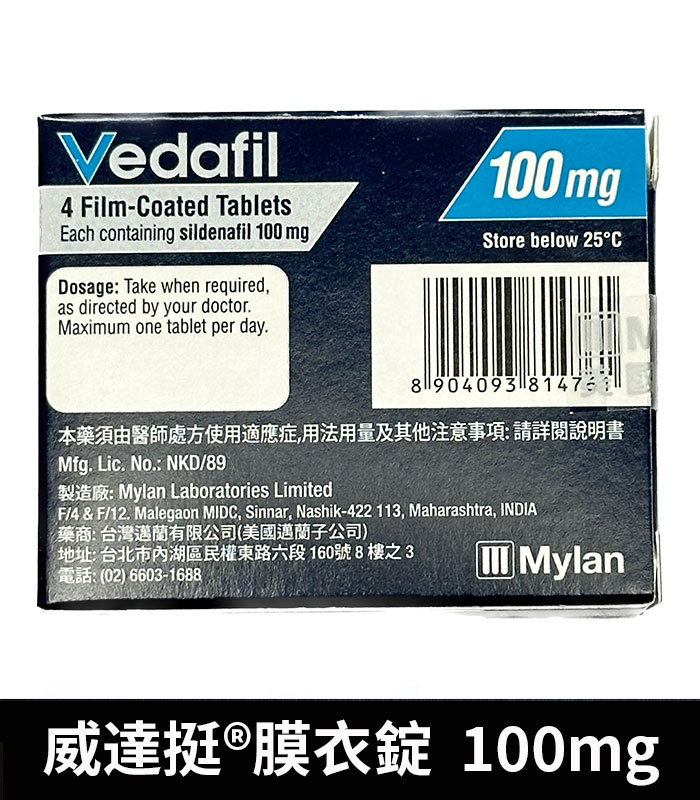 Vedafil
100 mg
4 Film-Coated Tablets
Each containing sildenafil 100 mg
Store below 25°C
Dosage: Take when required,
as directed by your doctor.
Maximum one tablet per day.
本藥須由醫師處方使用適應症,用法用量及其他注意事項: 請詳閱說明書
Mfg. Lic. No.: NKD/89
製造廠: Mylan Laboratories Limited
F/4 & F/12. Malegaon MIDC, Sinnar, Nashik-422 113, Maharashtra, INDIA
藥商: 台灣邁蘭有限公司(美國邁蘭子公司)
地址: 台北市內湖區民權東路六段 160號 8 樓之 3
電話: (02) 6603-1688
Mylan
威達挺®膜衣錠 100mg